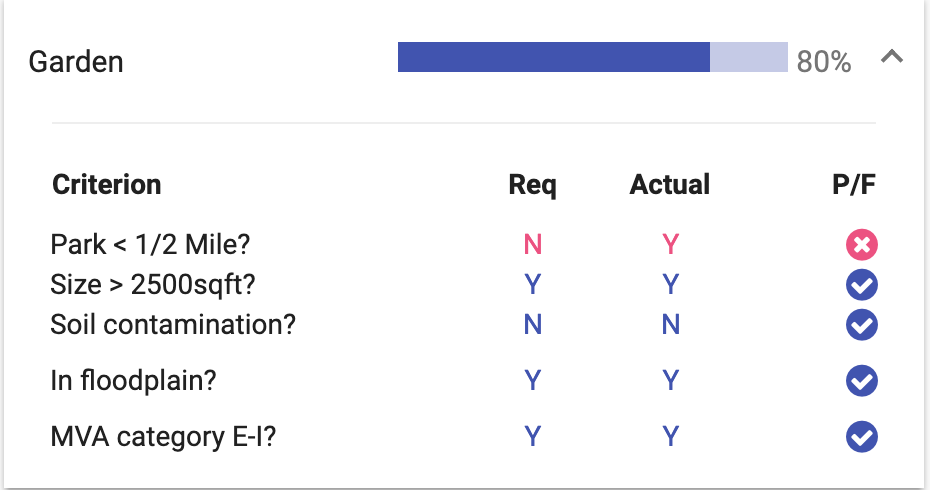 Garden 80%
Criterion Req Actual P/F
Park < 1/2 Mile? N Y
Size > 2500sqft? Y Y
Soil contamination? N N
In floodplain? Y Y
MVA category E-I? Y Y